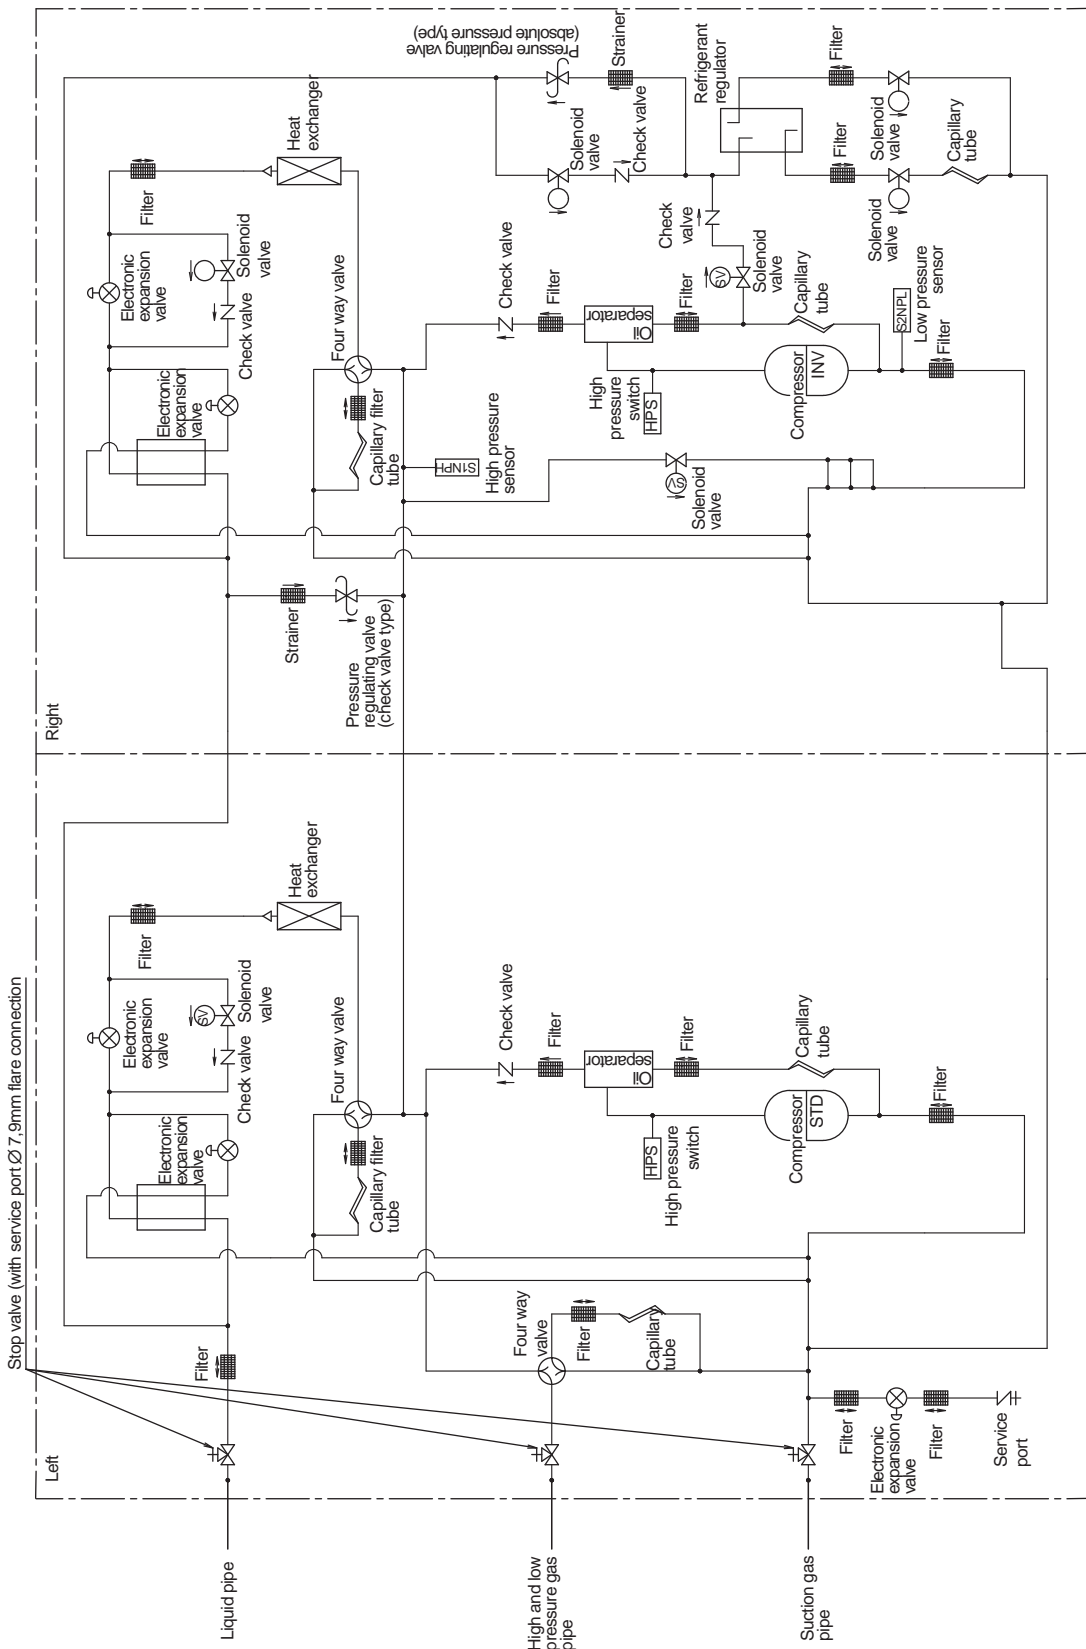 Pressure regulating valve
(absolute pressure type)
Strainer
Heat
exchanger
Refrigerant
regulator
Filter
Solenoid
valve
Check valve
Filter
Solenoid
valve
Capillary
tube
Filter
Solenoid
valve
Filter
Electronic
expansion
valve
Solenoid
valve
Check valve
Four way valve
Check valve
Filter
Oil
separator
Filter
Check
valve
SV
Solenoid
valve
Capillary
tube
S2NPL
Low pressure
sensor
Filter
Electronic
expansion
valve
Capillary filter
tube
High
pressure
switch
HPS
Compressor
INV
S1NPH
High pressure
sensor
SV
Solenoid
valve
Strainer
Pressure
regulating valve
(check valve type)
Right
Heat
exchanger
Filter
Electronic
expansion
valve
SV
Solenoid
valve
Check valve
Four way valve
Check valve
Filter
Oil
separator
Filter
Capillary
tube
Filter
Electronic
expansion
valve
Capillary filter
tube
HPS
High pressure
switch
Compressor
STD
Stop valve (with service port Ø 7,9mm flare connection
Filter
Four way
valve
Filter
Capillary
tube
Left
Filter
Electronic
expansion
valve
Filter
Service
port
Liquid pipe
High and low
pressure gas
pipe
Suction gas
pipe